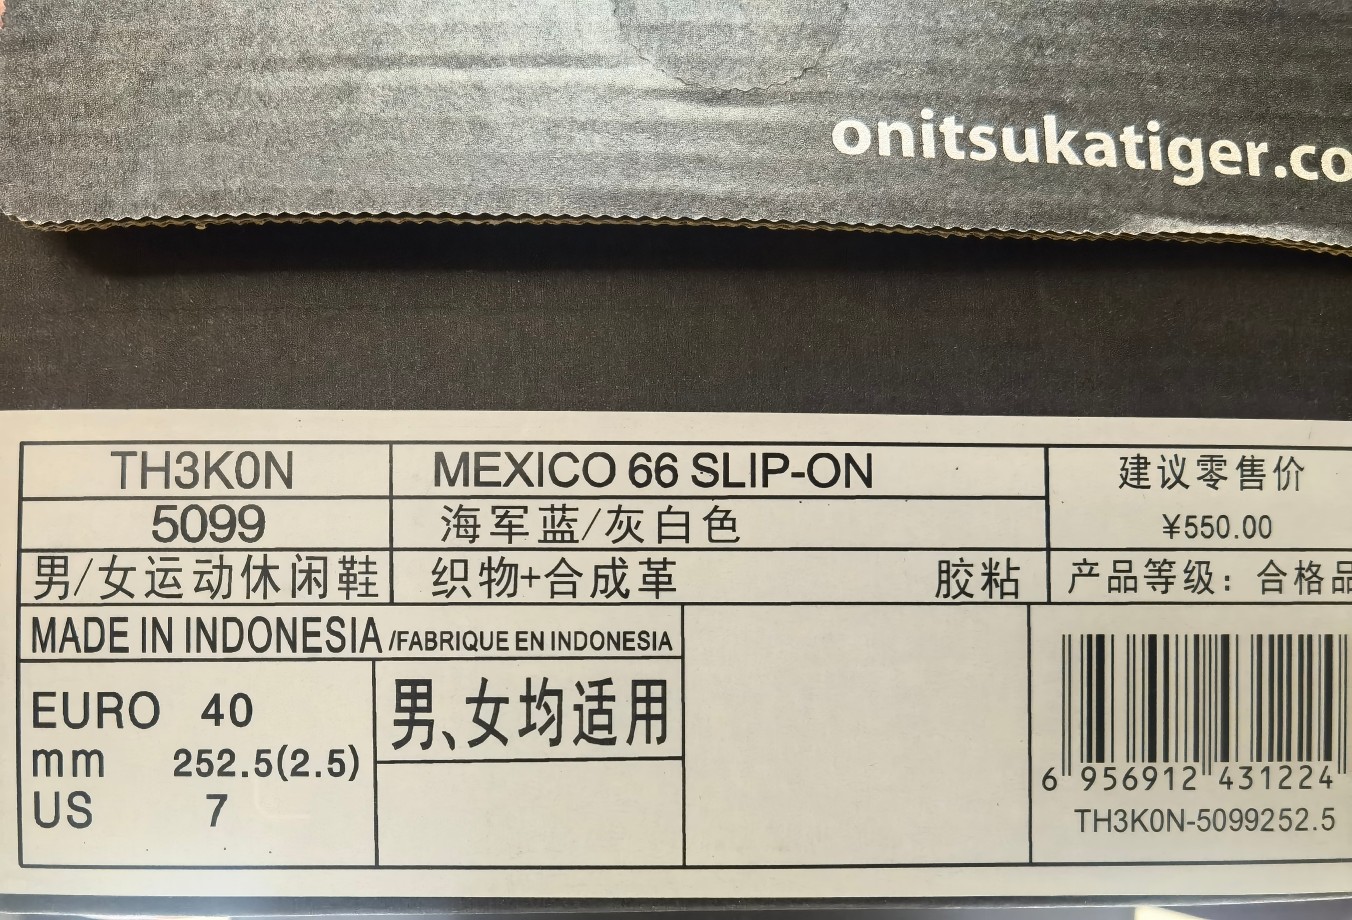 onitsukatiger.co
TH3K0N
MEXICO 66 SLIP-ON
建议零售价
¥550.00
5099
海军蓝/灰白色
男/女运动休闲鞋
织物+合成革 胶粘
产品等级：合格品
MADE IN INDONESIA /FABRIQUE EN INDONESIA
EURO 40
mm 252.5(2.5)
US 7
男、女均适用
6 956912 431224
TH3K0N-5099252.5